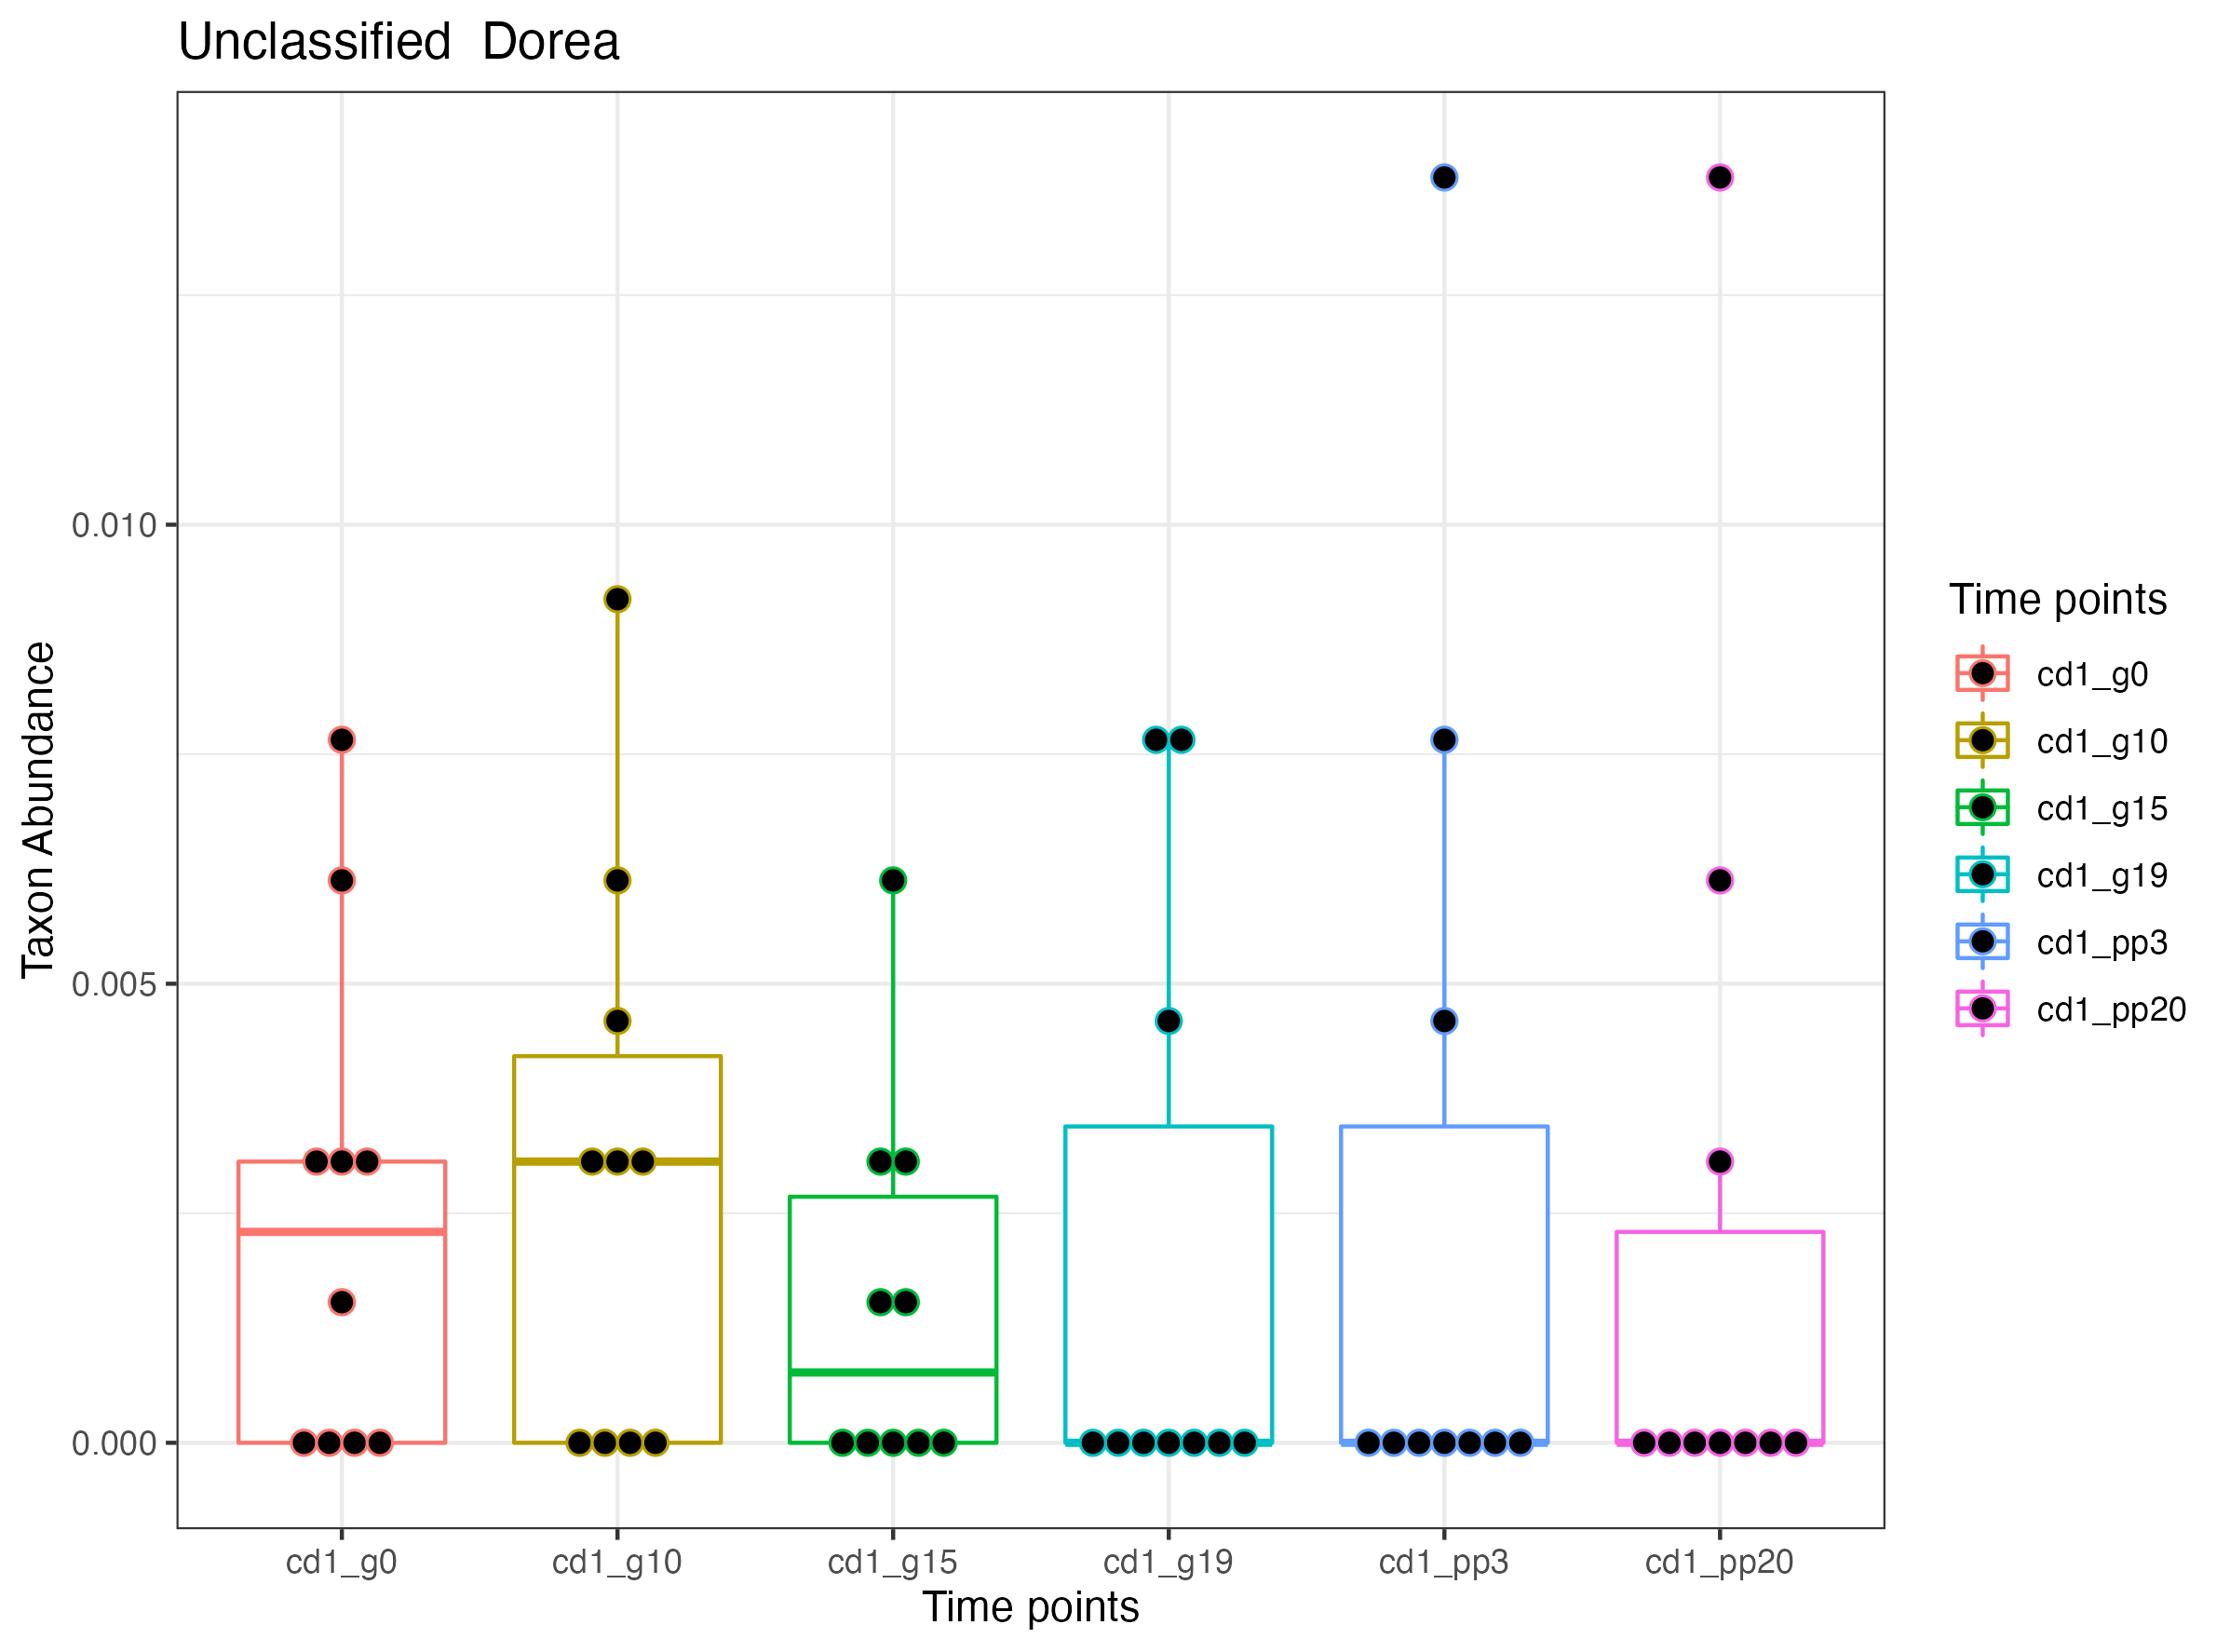 Unclassified  Dorea
Taxon Abundance
0.010
0.005
0.000
cd1_g0
cd1_g10
cd1_g15
cd1_g19
cd1_pp3
cd1_pp20
Time points
Time points
cd1_g0
cd1_g10
cd1_g15
cd1_g19
cd1_pp3
cd1_pp20